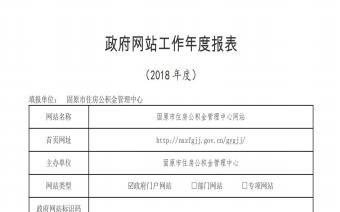 政府网站工作年度报表
（2018 年度）
填报单位： 固原市住房公积金管理中心
网站名称 固原市住房公积金管理中心网站
首页网址 http://nxfgjj.gov.cn/gygjj/
主办单位 固原市住房公积金管理中心
网站类型 ☑政府门户网站 □部门网站 □专项网站
政府网站标识码